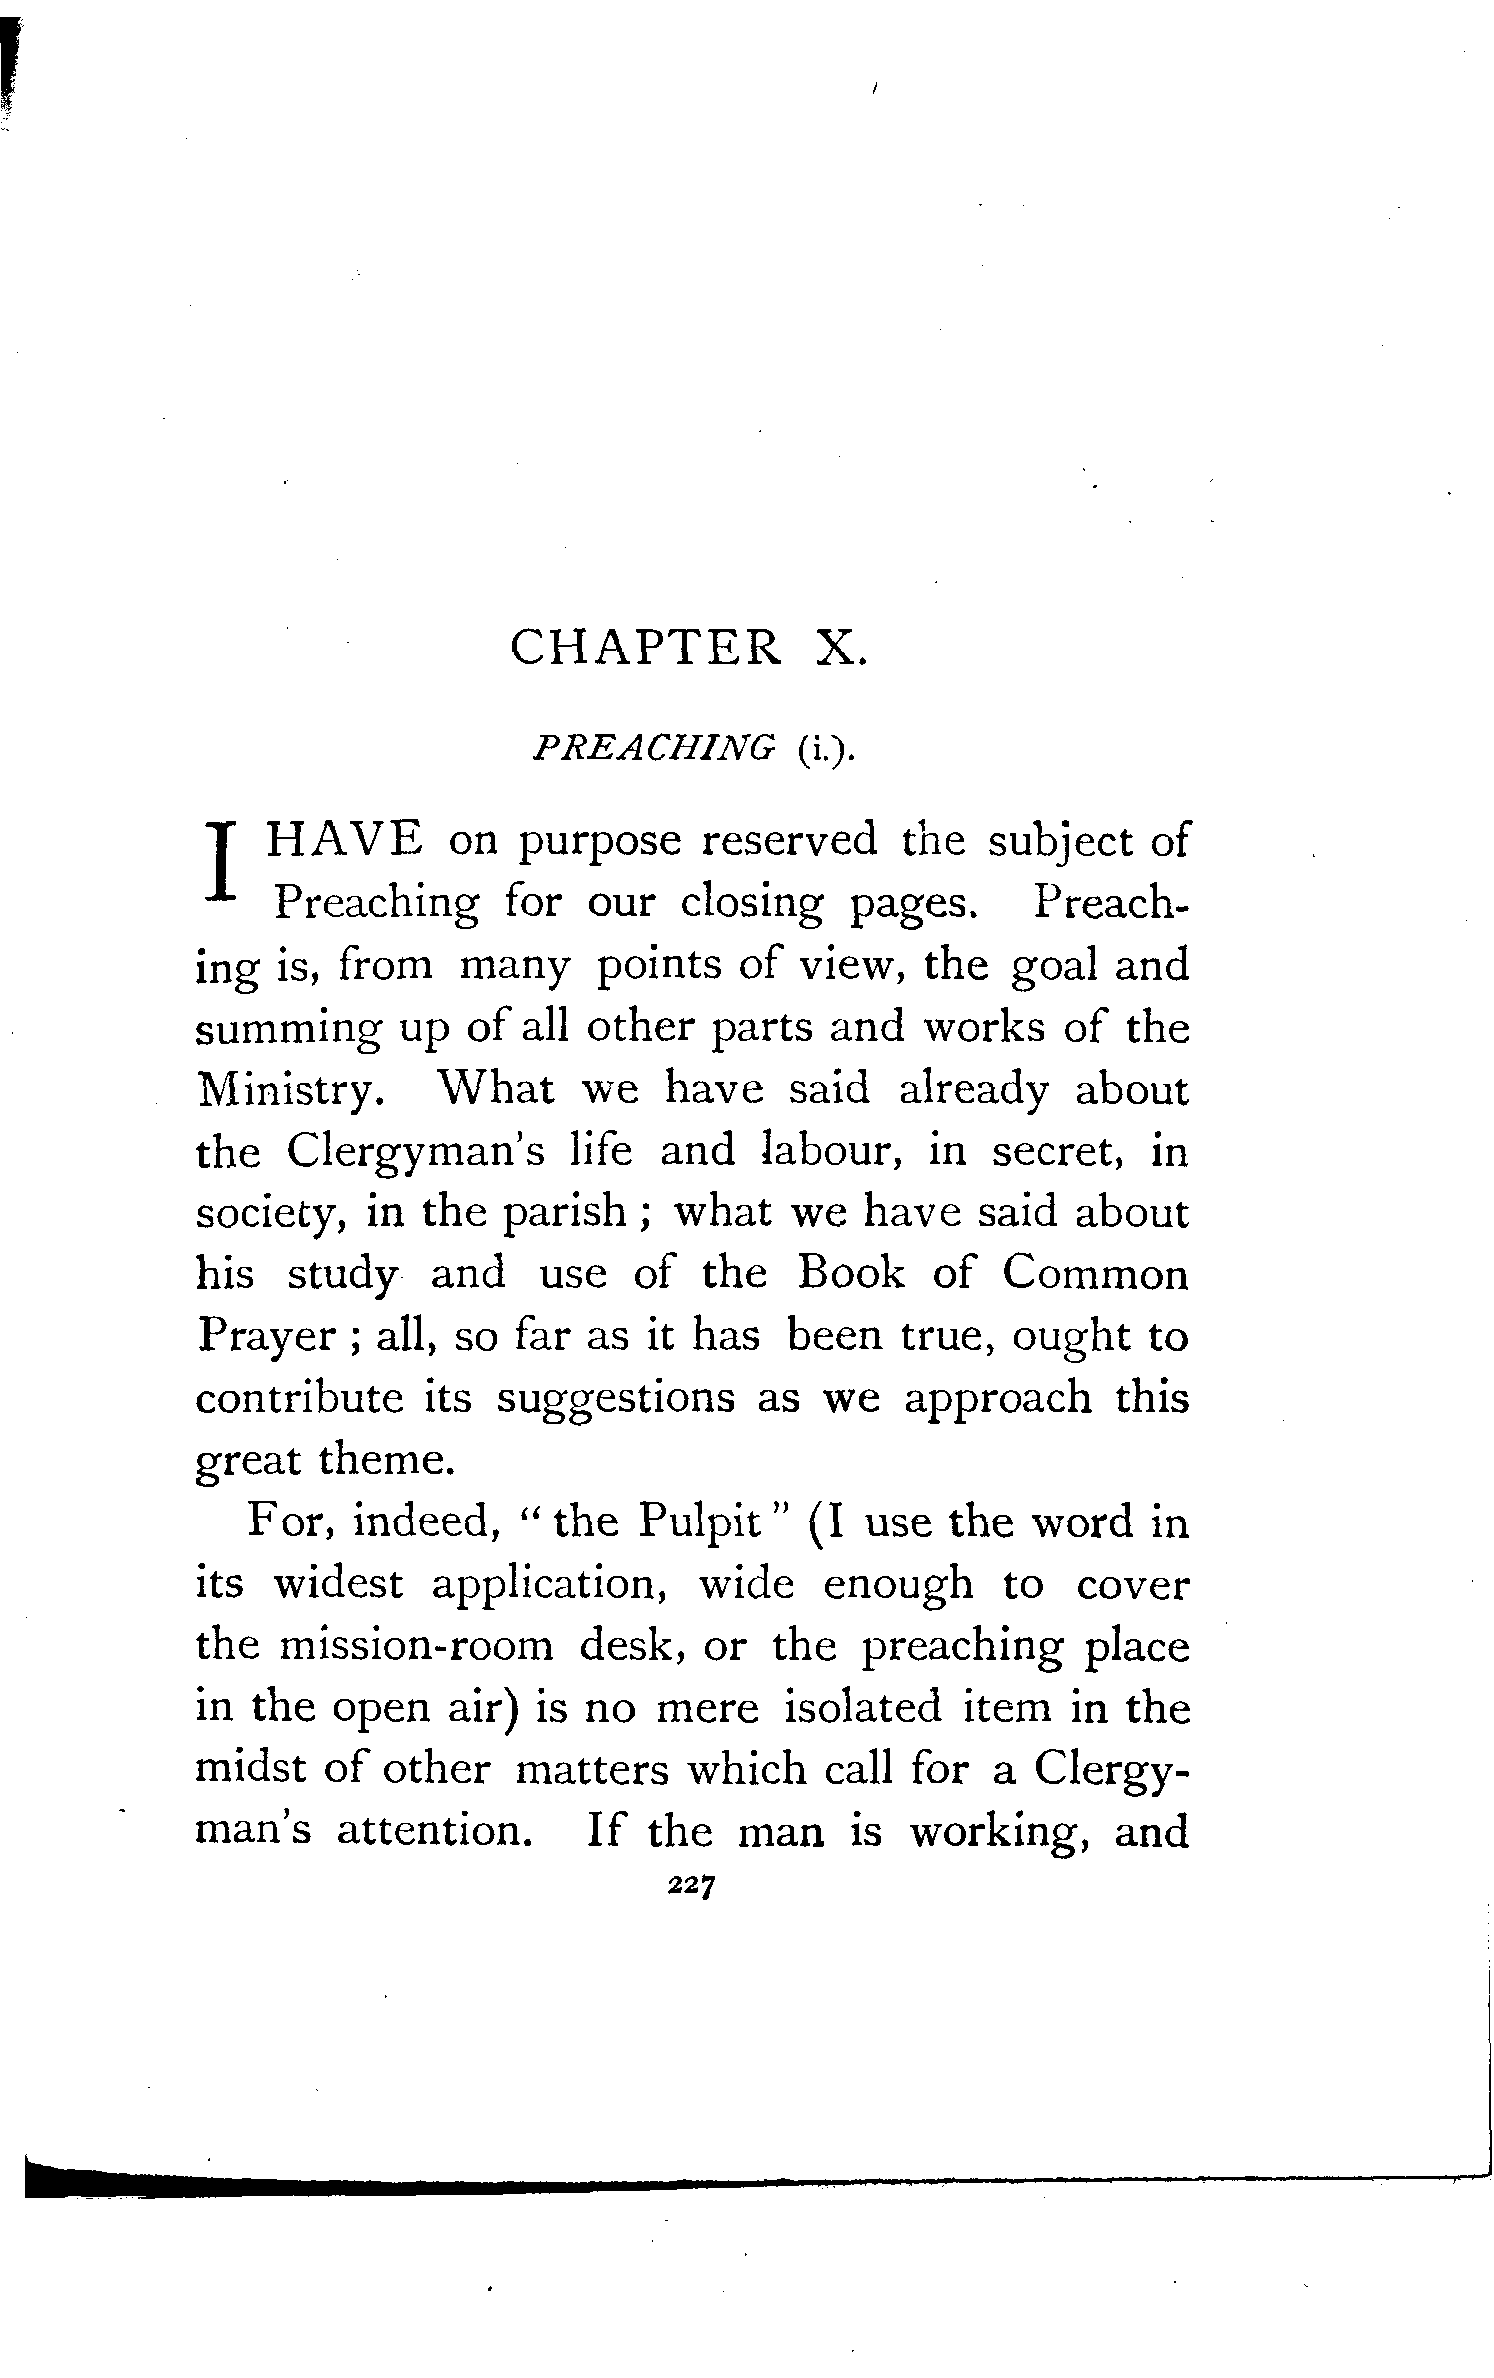 CHAPTER X.
PREACHING (i.).
I HAVE on purpose reserved the subject of
Preaching for our closing pages. Preach-
ing is, from many points of view, the goal and
summing up of all other parts and works of the
Ministry. What we have said already about
the Clergyman's life and labour, in secret, in
society, in the parish ; what we have said about
his study and use of the Book of Common
Prayer ; all, so far as it has been true, ought to
contribute its suggestions as we approach this
great theme.
For, indeed, “ the Pulpit ” (I use the word in
its widest application, wide enough to cover
the mission-room desk, or the preaching place
in the open air) is no mere isolated item in the
midst of other matters which call for a Clergy-
man's attention. If the man is working, and
227